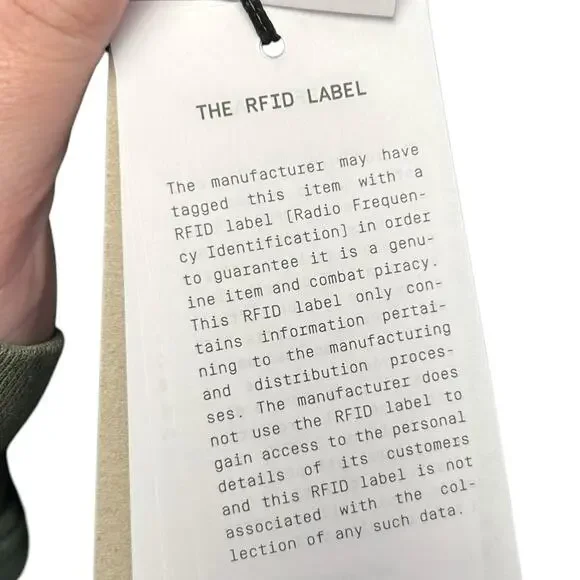 THE RFID LABEL
The manufacturer may have
tagged this item with a
RFID label [Radio Frequen-
cy Identification] in order
to guarantee it is a genu-
ine item and combat piracy.
This RFID label only con-
tains information pertai-
ning to the manufacturing
and distribution proces-
ses. The manufacturer does
not use the RFID label to
gain access to the personal
details of its customers
and this RFID label is not
associated with the col-
lection of any such data.